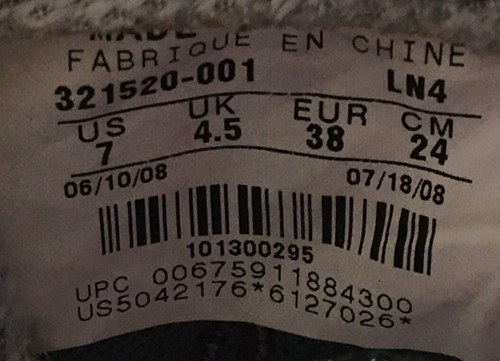 MADE
FABRIQUE EN CHINE
321520-001 LN4
US UK EUR CM
7 4.5 38 24
06/10/08 07/18/08
101300295
UPC 00675911884300
US5042176*6127026*